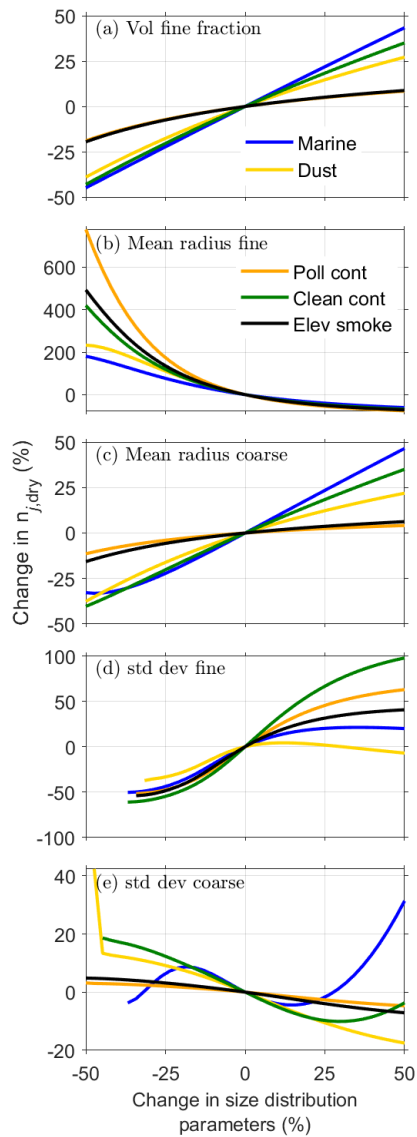 (a) Vol fine fraction
50
25
0
-25
-50
Marine
Dust
(b) Mean radius fine
600
400
200
0
Poll cont
Clean cont
Elev smoke
(c) Mean radius coarse
50
25
0
-25
-50
Change in n_{j,dry} (%)
(d) std dev fine
100
50
0
-50
-100
(e) std dev coarse
40
20
0
-20
-50 -25 0 25 50
Change in size distribution
parameters (%)